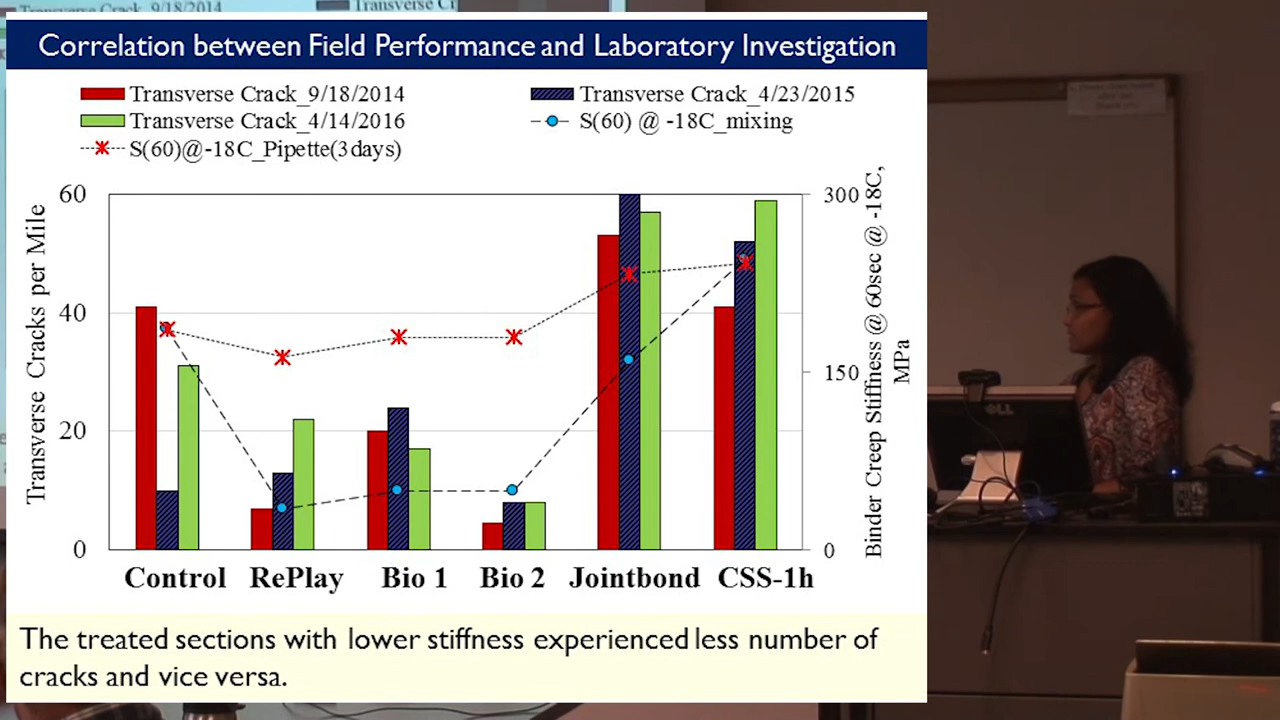 Transverse Crack_9/18/2014
Transverse Cr
Correlation between Field Performance and Laboratory Investigation
Transverse Crack_9/18/2014
Transverse Crack_4/23/2015
Transverse Crack_4/14/2016
S(60) @ -18C_mixing
S(60)@-18C_Pipette(3days)
Transverse Cracks per Mile
60
40
20
0
300
150
0
Binder Creep Stiffness @ 60sec @ -18C,
MPa
Control RePlay Bio 1 Bio 2 Jointbond CSS-1h
The treated sections with lower stiffness experienced less number of
cracks and vice versa.
DELL